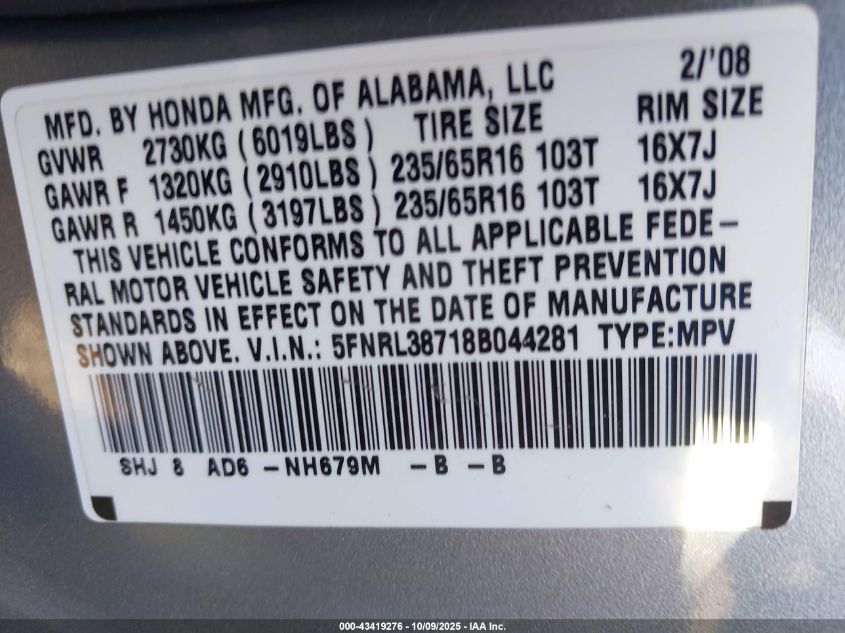 MFD. BY HONDA MFG. OF ALABAMA, LLC 2/'08
GVWR 2730KG (6019LBS) TIRE SIZE RIM SIZE
GAWR F 1320KG (2910LBS) 235/65R16 103T 16X7J
GAWR R 1450KG (3197LBS) 235/65R16 103T 16X7J
THIS VEHICLE CONFORMS TO ALL APPLICABLE FEDE-
RAL MOTOR VEHICLE SAFETY AND THEFT PREVENTION
STANDARDS IN EFFECT ON THE DATE OF MANUFACTURE
SHOWN ABOVE. V.I.N.: 5FNRL38718B044281 TYPE:MPV
SHJ 8 AD6 -NH679M -B -B
000-43419276 - 10/09/2025 - IAA Inc.